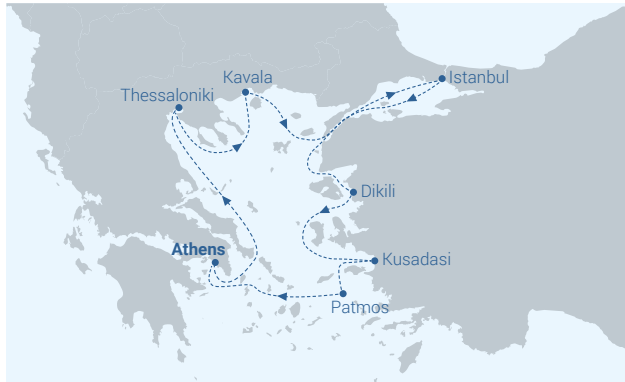 Kavala
Istanbul
Thessaloniki
Dikili
Athens
Kusadasi
Patmos